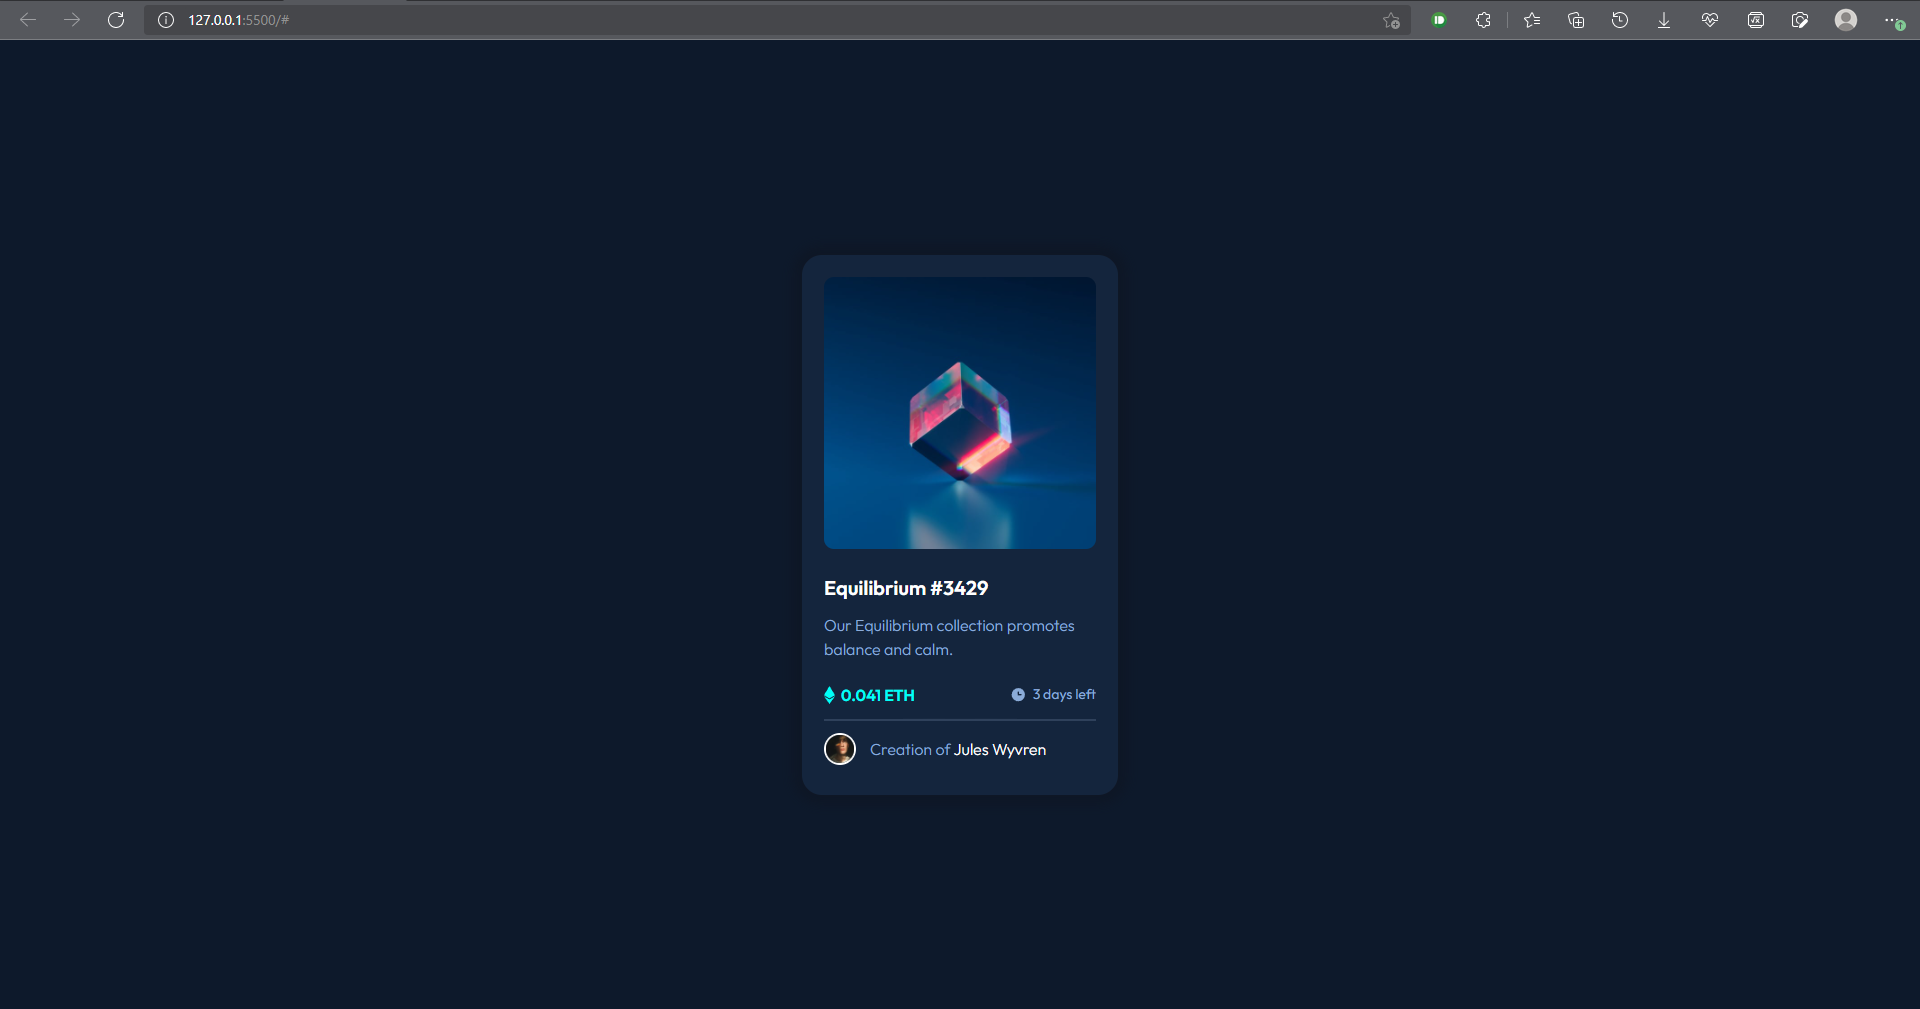 127.0.0.1:5500/#
Equilibrium #3429
Our Equilibrium collection promotes
balance and calm.
0.041 ETH
3 days left
Creation of Jules Wyvren